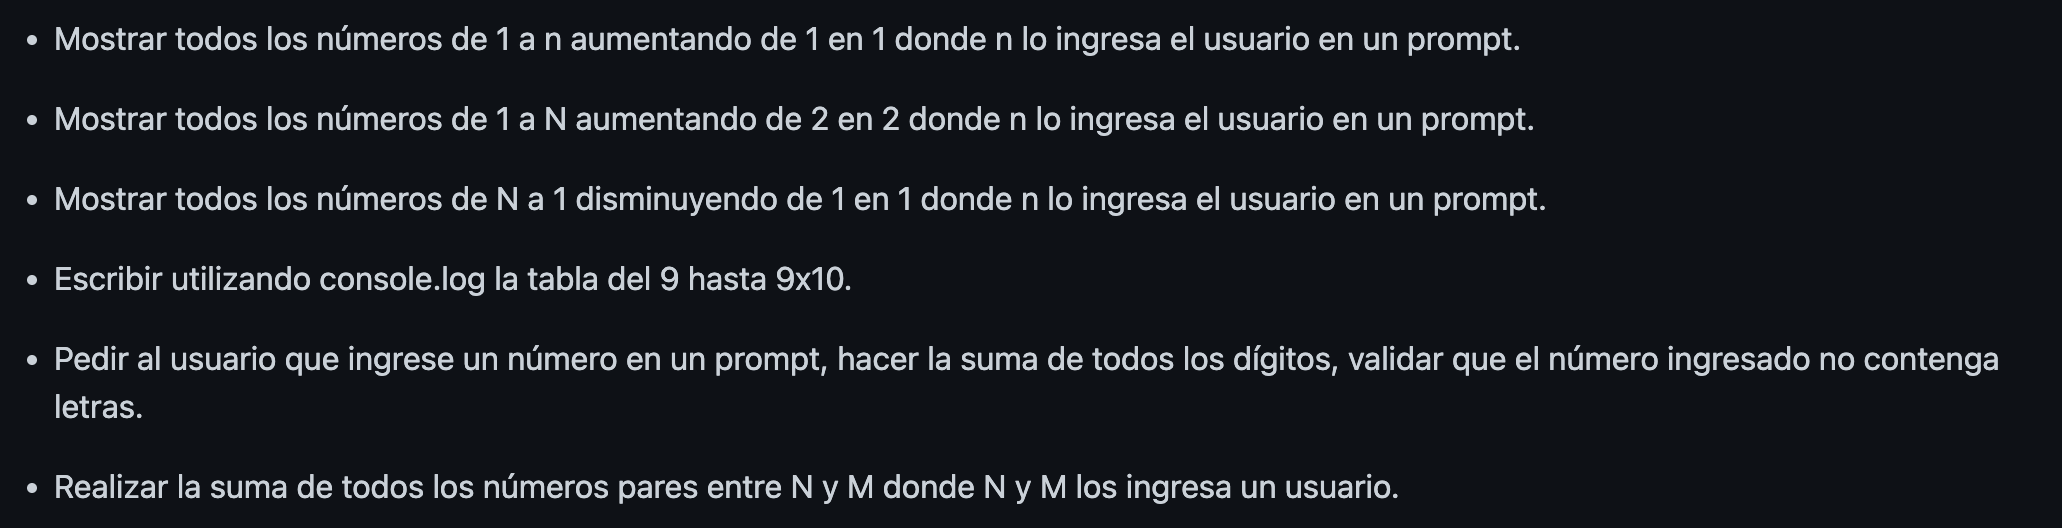 • Mostrar todos los números de 1 a n aumentando de 1 en 1 donde n lo ingresa el usuario en un prompt.
• Mostrar todos los números de 1 a N aumentando de 2 en 2 donde n lo ingresa el usuario en un prompt.
• Mostrar todos los números de N a 1 disminuyendo de 1 en 1 donde n lo ingresa el usuario en un prompt.
• Escribir utilizando console.log la tabla del 9 hasta 9x10.
• Pedir al usuario que ingrese un número en un prompt, hacer la suma de todos los dígitos, validar que el número ingresado no contenga
letras.
• Realizar la suma de todos los números pares entre N y M donde N y M los ingresa un usuario.